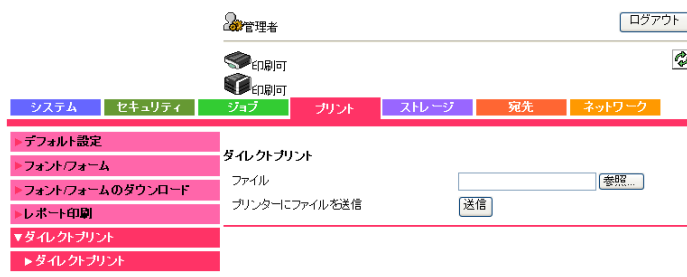 管理者
ログアウト
印刷可
印刷可
システム
セキュリティ
ジョブ
プリント
ストレージ
宛先
ネットワーク
▶デフォルト設定
▶フォント/フォーム
▶フォント/フォームのダウンロード
▶レポート印刷
▼ダイレクトプリント
▶ダイレクトプリント
ダイレクトプリント
ファイル
参照...
プリンターにファイルを送信
送信